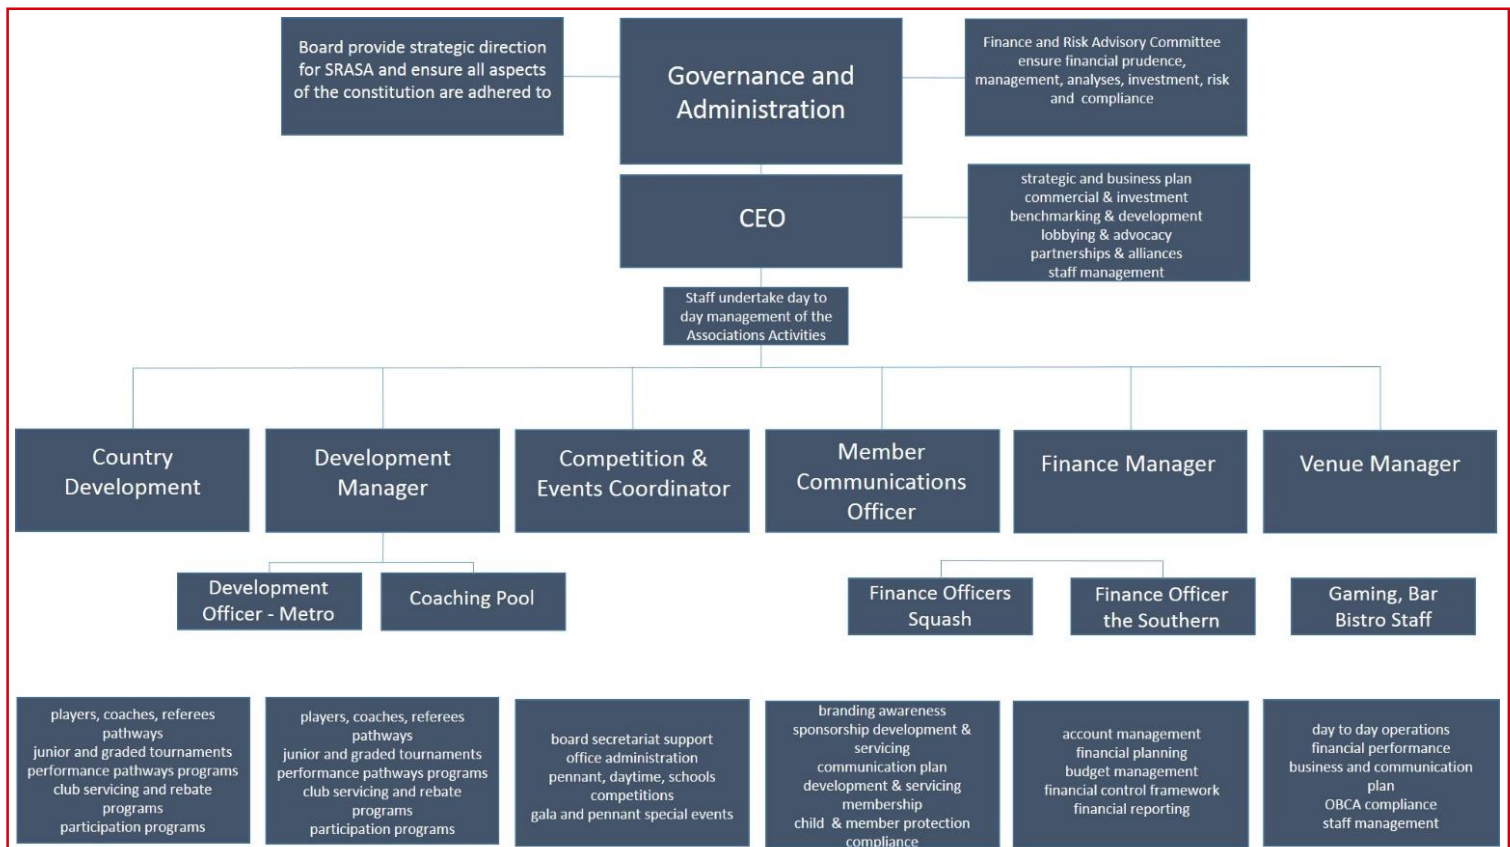 Board provide strategic direction
for SRASA and ensure all aspects
of the constitution are adhered to
Governance and
Administration
Finance and Risk Advisory Committee
ensure financial prudence,
management, analyses, investment, risk
and compliance
CEO
strategic and business plan
commercial & investment
benchmarking & development
lobbying & advocacy
partnerships & alliances
staff management
Staff undertake day to
day management of the
Associations Activities
Country
Development
Development
Manager
Competition &
Events Coordinator
Member
Communications
Officer
Finance Manager
Venue Manager
Development
Officer - Metro
Coaching Pool
Finance Officers
Squash
Finance Officer
the Southern
Gaming, Bar
Bistro Staff
players, coaches, referees
pathways
junior and graded tournaments
performance pathways programs
club servicing and rebate
programs
participation programs
players, coaches, referees
pathways
junior and graded tournaments
performance pathways programs
club servicing and rebate
programs
participation programs
board secretariat support
office administration
pennant, daytime, schools
competitions
gala and pennant special events
branding awareness
sponsorship development &
servicing
communication plan
development & servicing
membership
child & member protection
compliance
account management
financial planning
budget management
financial control framework
financial reporting
day to day operations
financial performance
business and communication
plan
OBCA compliance
staff management